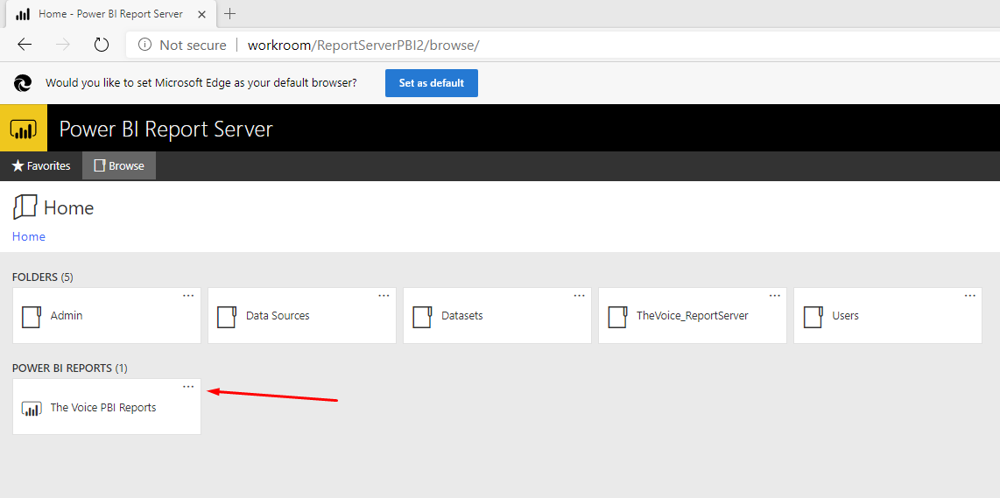 Home - Power BI Report Server
Not secure | workroom/ReportServerPBI2/browse/
Would you like to set Microsoft Edge as your default browser? Set as default
Power BI Report Server
Favorites Browse
Home
Home
FOLDERS (5)
Admin Data Sources Datasets TheVoice_ReportServer Users
POWER BI REPORTS (1)
The Voice PBI Reports